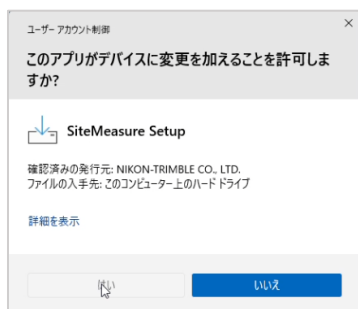 ユーザー アカウント制御
このアプリがデバイスに変更を加えることを許可しま
すか?
SiteMeasure Setup
確認済みの発行元: NIKON-TRIMBLE CO., LTD.
ファイルの入手先: このコンピューター上のハード ドライブ
詳細を表示
はい
いいえ